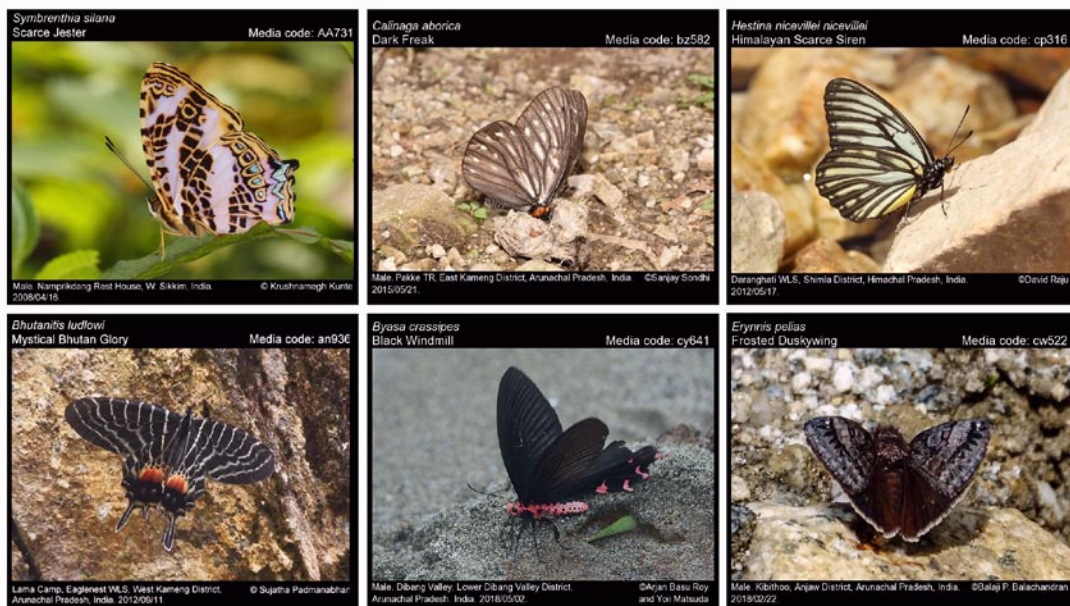 Symbrenthia silana
Scarce Jester Media code: AA731
Male. Namprikdang Rest House, W. Sikkim, India. © Krushnamegh Kunte
2008/04/16
Calinaga aborica
Dark Freak Media code: bz582
Male. Pakke TR, East Kameng District, Arunachal Pradesh, India. ©Sanjay Sondhi
2015/05/21.
Hestina nicevillei nicevillei
Himalayan Scarce Siren Media code: cp316
Daranghati WLS, Shimla District, Himachal Pradesh, India. ©David Raju
2012/05/17.
Bhutanitis ludlowi
Mystical Bhutan Glory Media code: an936
Lama Camp, Eaglenest WLS, West Kameng District, © Sujatha Padmanabhan
Arunachal Pradesh, India. 2012/09/11.
Byasa crassipes
Black Windmill Media code: cy641
Male. Dibang Valley, Lower Dibang Valley District, ©Arjan Basu Roy
Arunachal Pradesh. India. 2018/05/02. and Yoii Matsuda
Erynnis pelias
Frosted Duskywing Media code: cw522
Male. Kibithoo, Anjaw District, Arunachal Pradesh, India. ©Balaji P. Balachandran
2018/02/22.